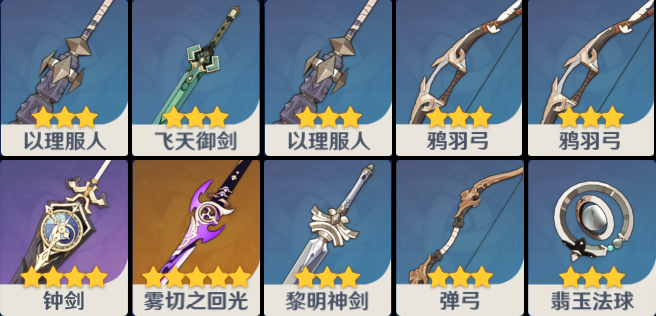 以理服人
飞天御剑
以理服人
鸦羽弓
鸦羽弓
钟剑
雾切之回光
黎明神剑
弹弓
翡玉法球